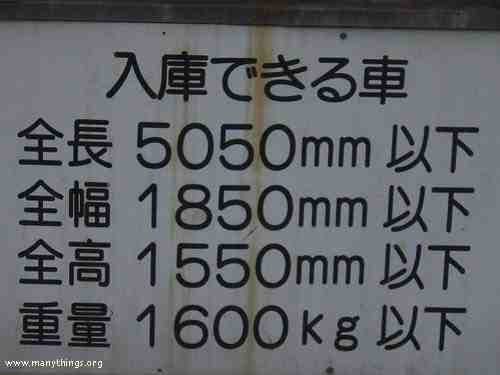 入庫できる車
全長 5050mm 以下
全幅 1850mm 以下
全高 1550mm 以下
重量 1600kg 以下
www.manythings.org